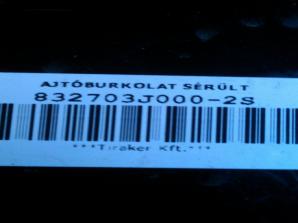 AJTÓBURKOLAT SÉRÜLT
832703J000-2S
***Tiraker Kft.***